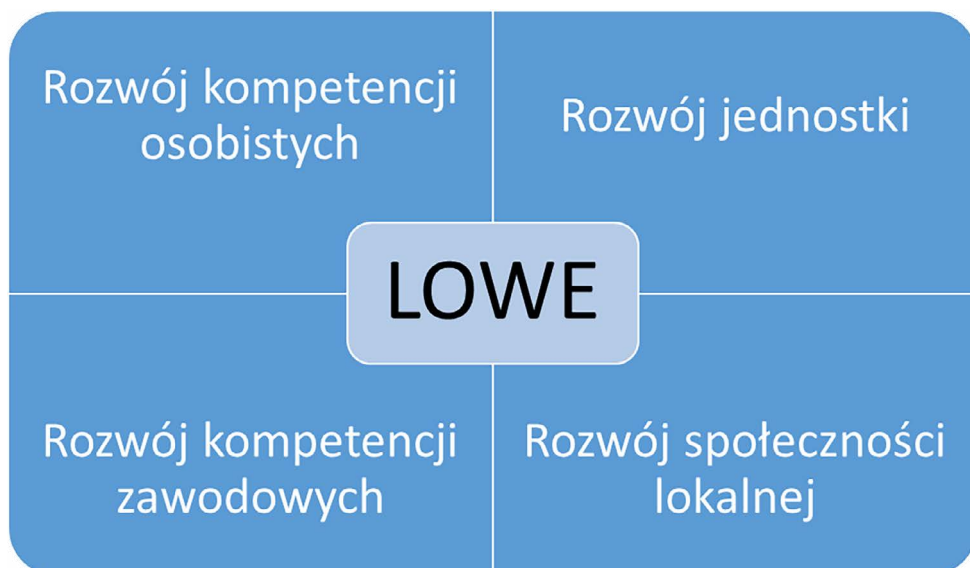 Rozwój kompetencji
osobistych
Rozwój jednostki
LOWE
Rozwój kompetencji
zawodowych
Rozwój społeczności
lokalnej